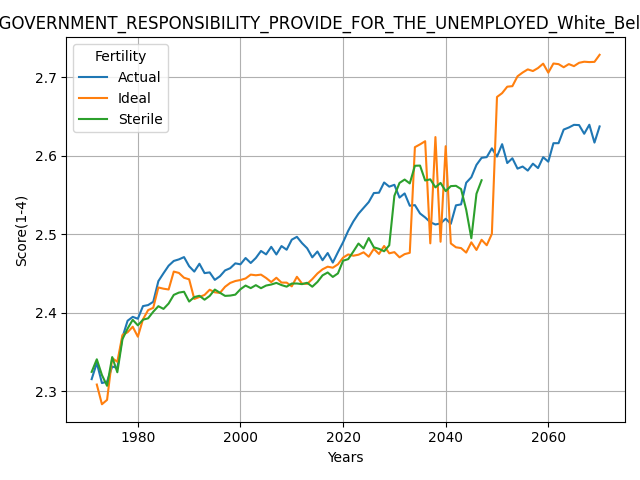 GOVERNMENT_RESPONSIBILITY_PROVIDE_FOR_THE_UNEMPLOYED_White_Bel
Fertility
Actual
Ideal
Sterile
2.7
2.6
2.5
2.4
2.3
Score(1-4)
1980 2000 2020 2040 2060
Years